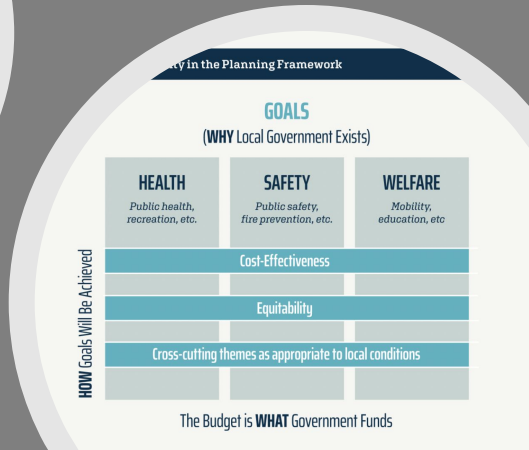 in the Planning Framework
GOALS
(WHY Local Government Exists)
HEALTH
Public health,
recreation, etc.
SAFETY
Public safety,
fire prevention, etc.
WELFARE
Mobility,
education, etc
HOW Goals Will Be Achieved
Cost-Effectiveness
Equitability
Cross-cutting themes as appropriate to local conditions
The Budget is WHAT Government Funds